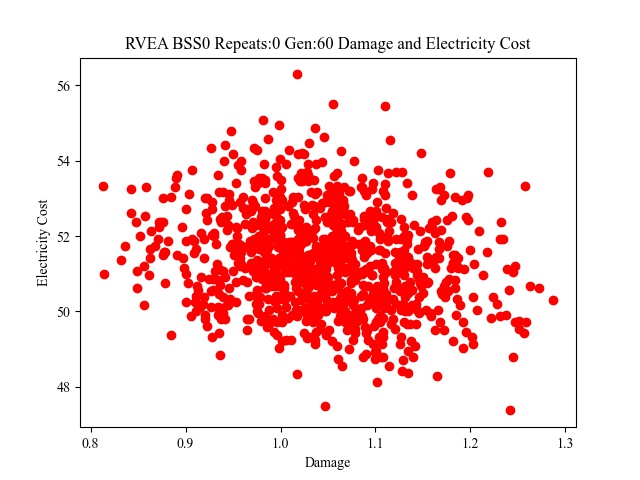 RVEA BSS0 Repeats:0 Gen:60 Damage and Electricity Cost
56
54
52
50
48
Electricity Cost
0.8 0.9 1.0 1.1 1.2 1.3
Damage